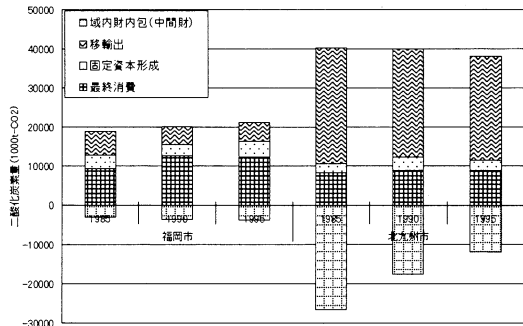 50000
40000
30000
20000
10000
0
-10000
-20000
-30000
二酸化炭素量(1000t-CO2)
域内財内包(中間財)
移輸出
固定資本形成
最終消費
1985 1990 1995 1985 1990 1995
福岡市 北九州市